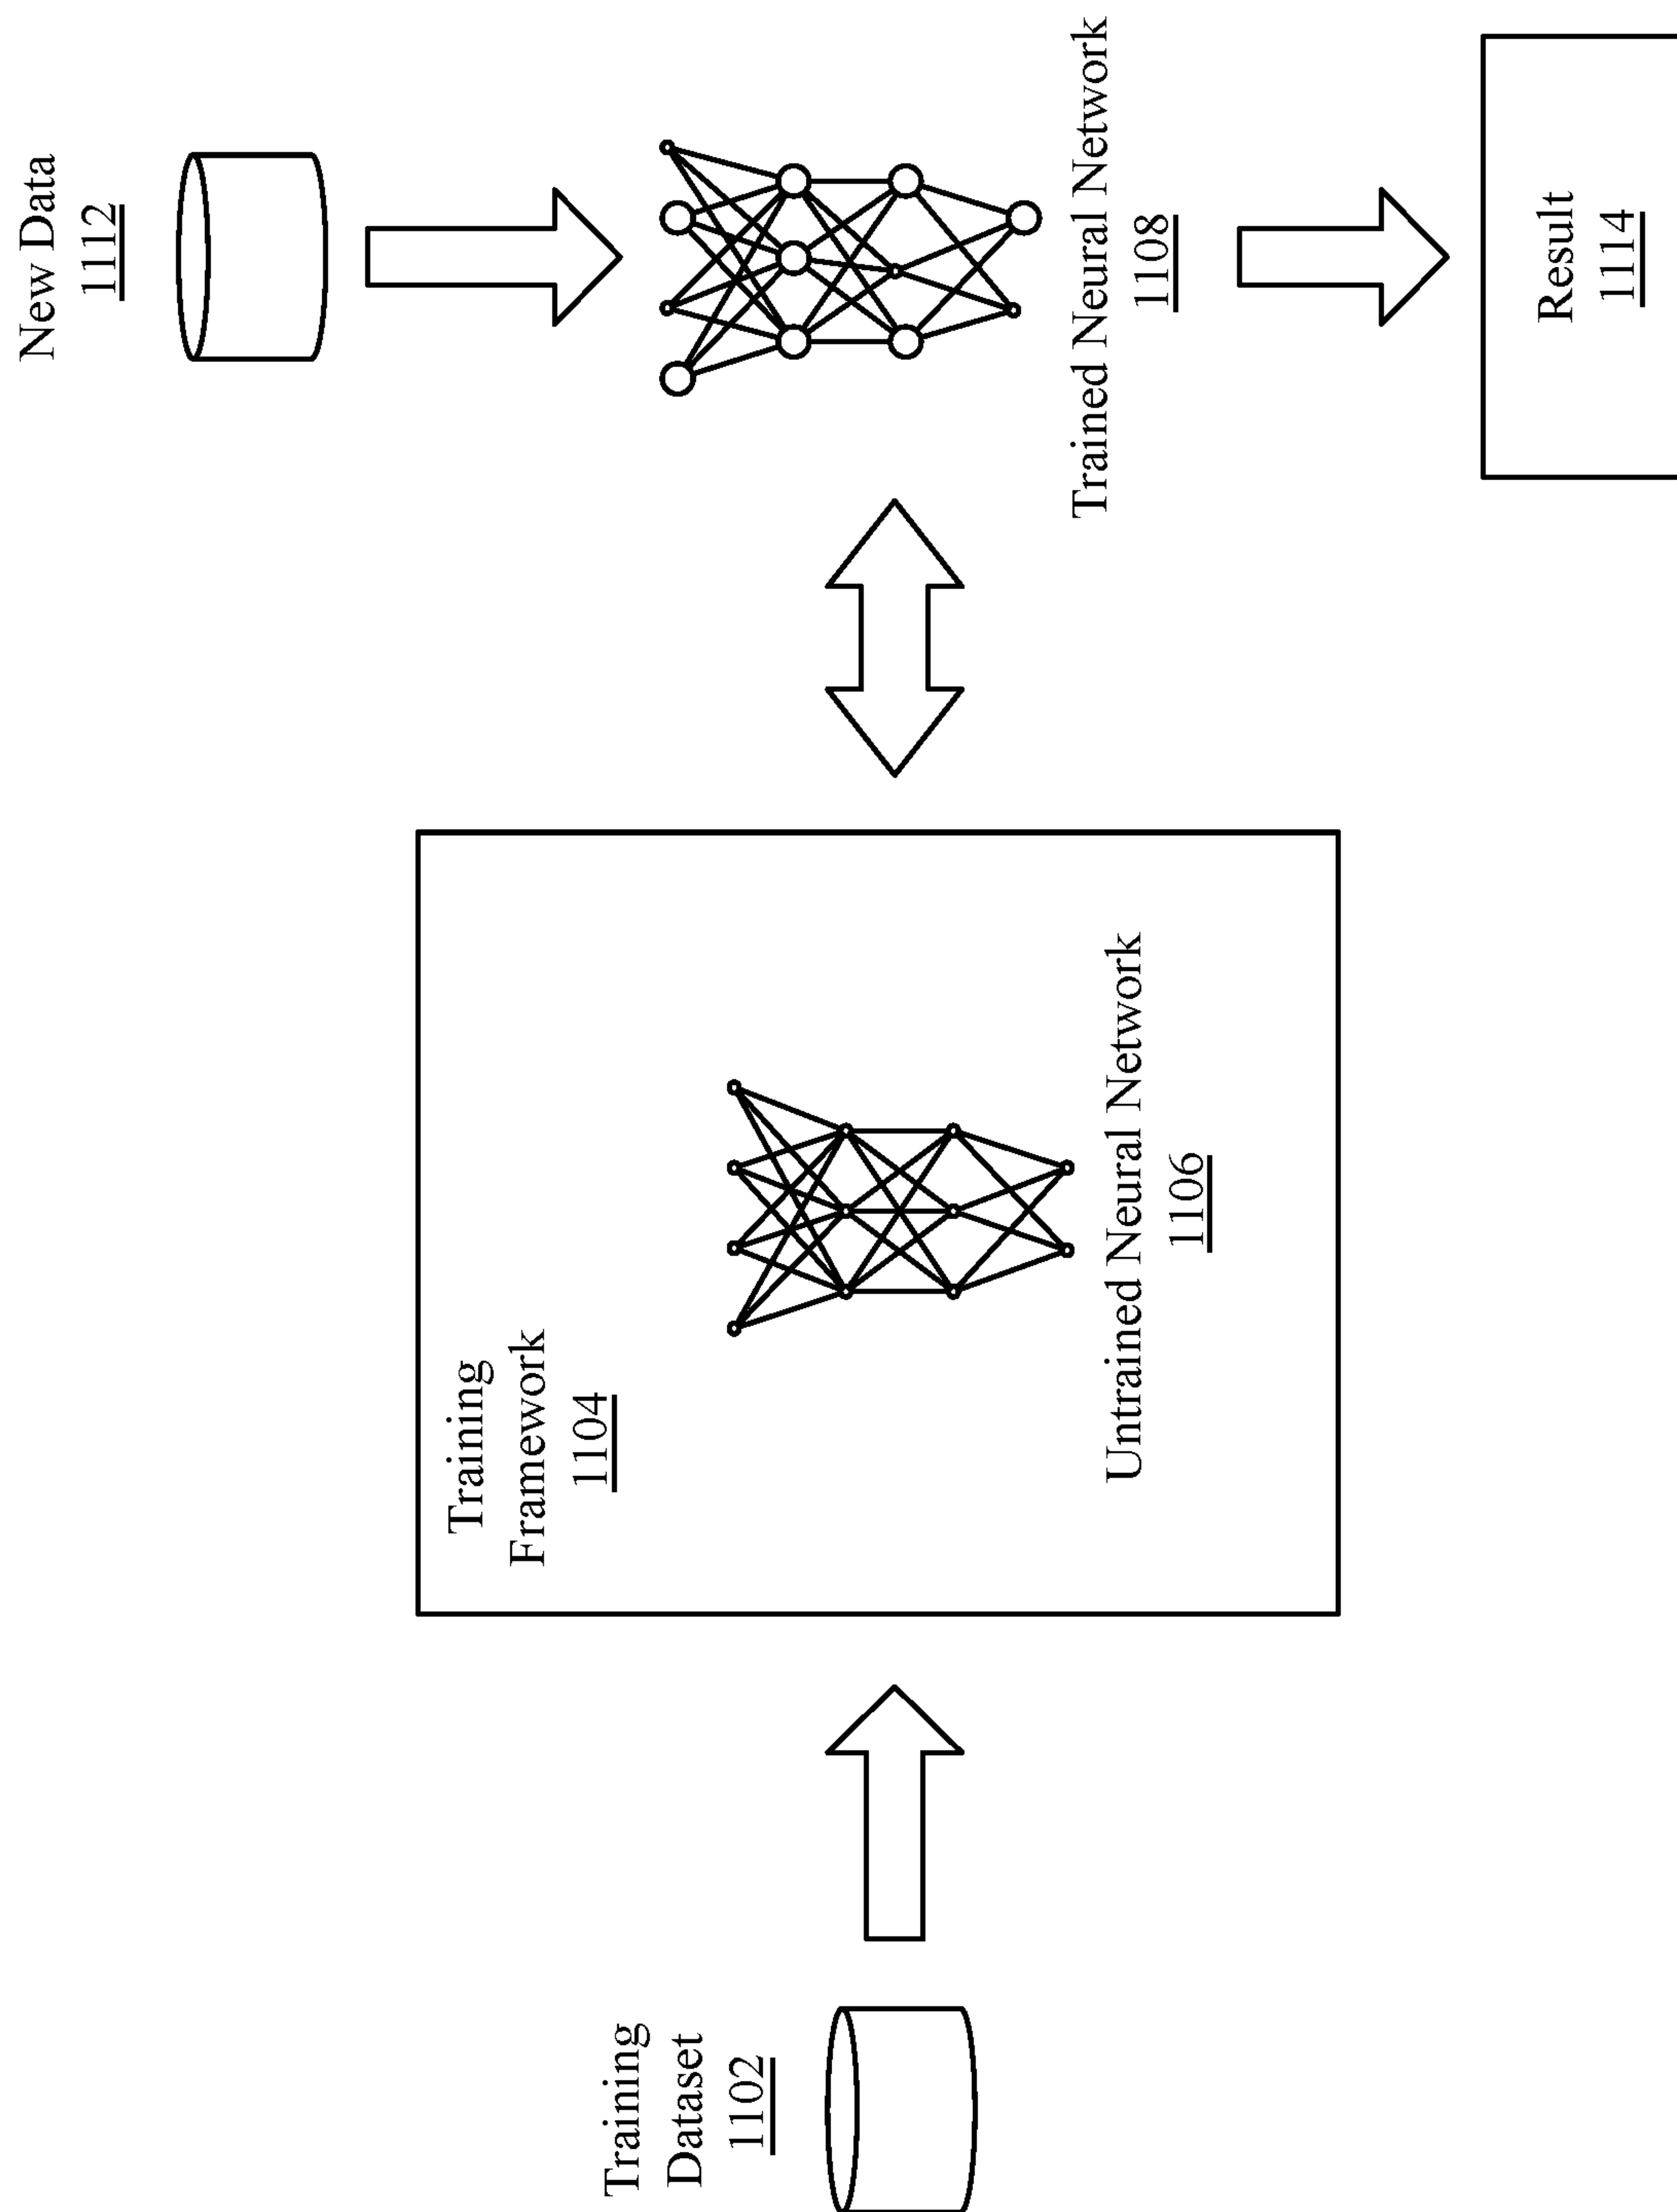 Training
Dataset
1102
Training
Framework
1104
Untrained Neural Network
1106
New Data
1112
Trained Neural Network
1108
Result
1114